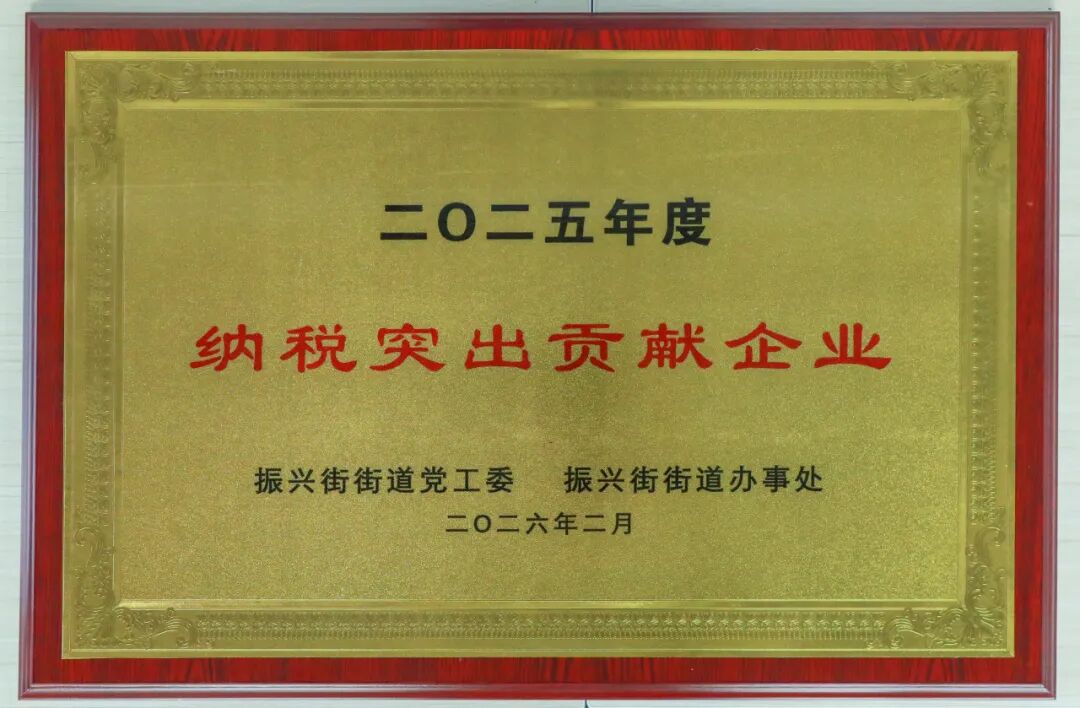 二〇二五年度
纳税突出贡献企业
振兴街街道党工委 振兴街街道办事处
二〇二六年二月